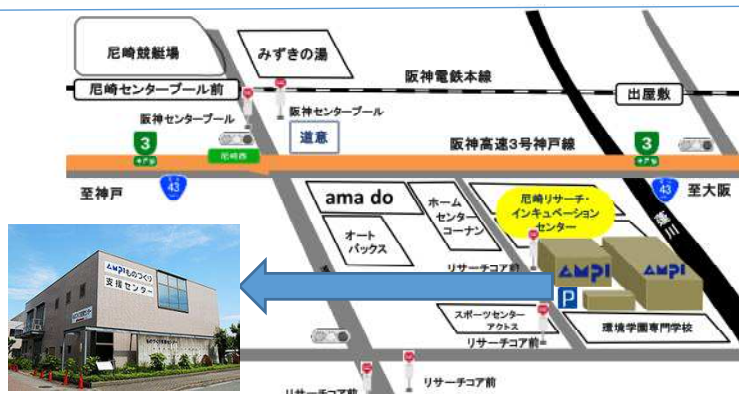 尼崎競艇場
みずきの湯
阪神電鉄本線
尼崎センタープール前
出屋敷
阪神センタープール
阪神センタープール
道意
阪神高速3号神戸線
3
3
尼崎西
至神戸
43
43
至大阪
ama do
ホーム
センター
コーナン
尼崎リサーチ・
インキュベーション
センター
蓬川
オート
バックス
リサーチコア前
AMPI
AMPI
P
AMPIものづくり
支援センター
スポーツセンター
アクトス
環境学園専門学校
リサーチコア前
リサーチコア前
リサーチコア前